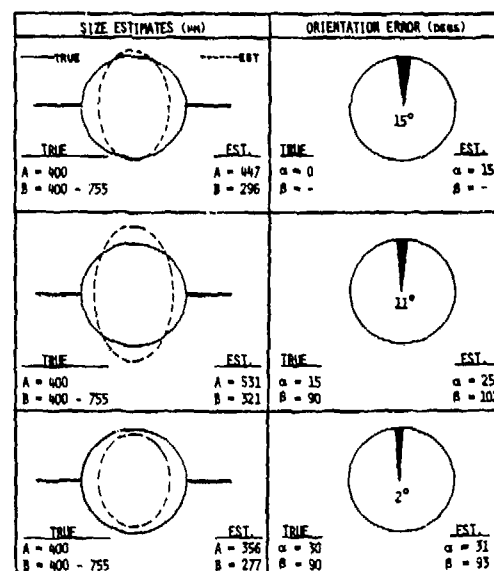 SIZE ESTIMATES (MM)
ORIENTATION ERROR (DEGS)
TRUE
EST
TRUE EST.
A = 400 A = 447
B = 400 - 755 B = 296
15°
TRUE EST.
α = 0 α = 15
β = - β = -
TRUE EST.
A = 400 A = 531
B = 400 - 755 B = 321
11°
TRUE EST.
α = 15 α = 25
β = 90
TRUE EST.
A = 400 A = 356
B = 400 - 755 B = 277
2°
TRUE EST.
α = 30 α = 31
β = 90 β = 93